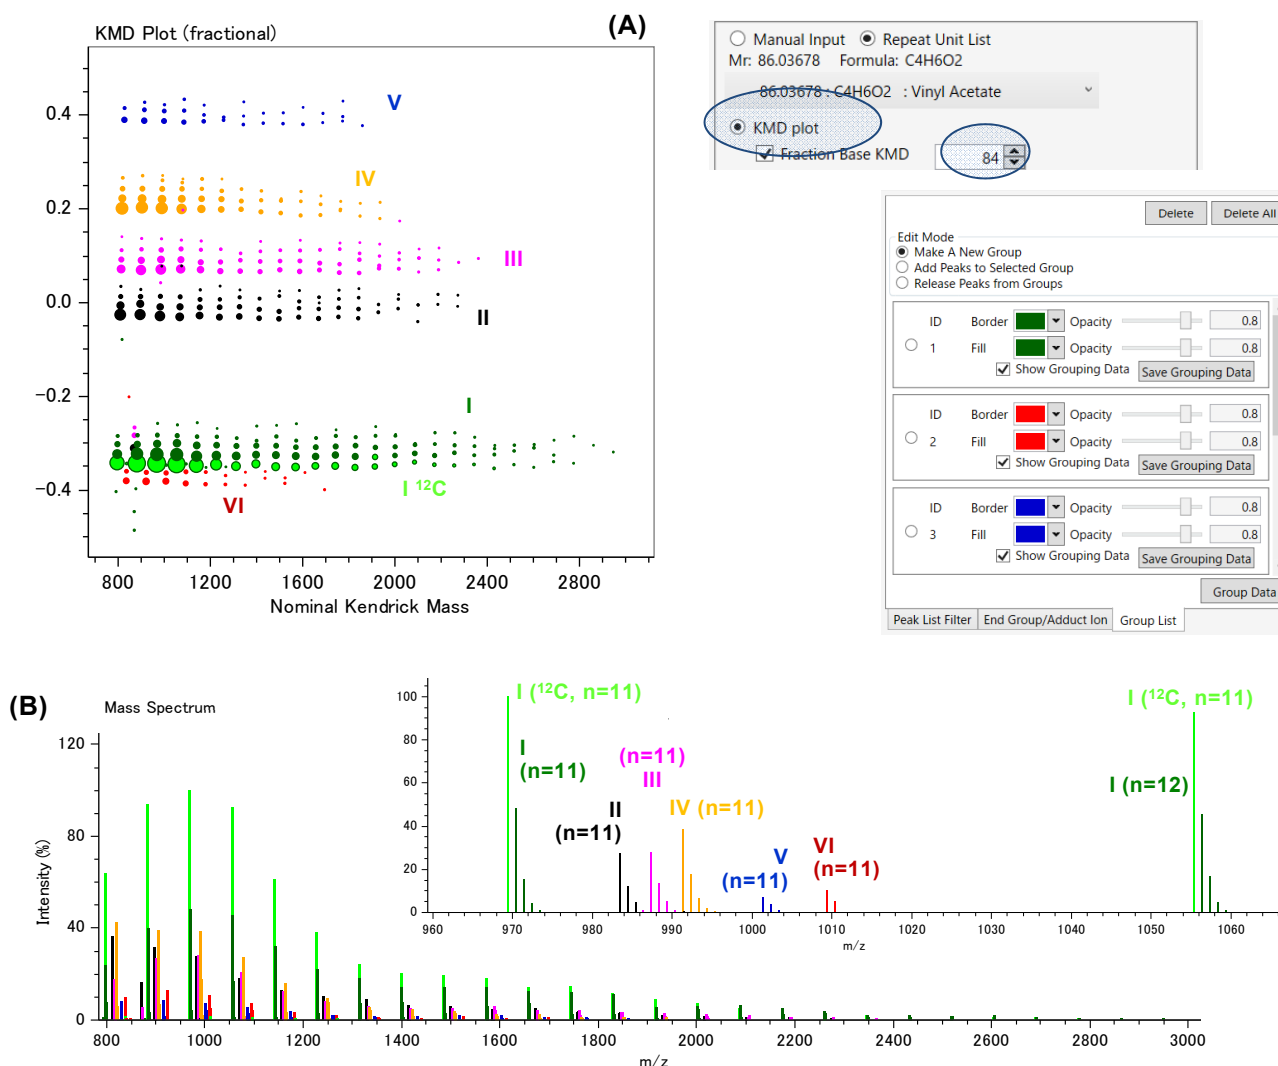 (A)
KMD Plot (fractional)
0.4
0.2
0.0
-0.2
-0.4
V
IV
III
II
I
I ¹²C
VI
800 1200 1600 2000 2400 2800
Nominal Kendrick Mass
Manual Input Repeat Unit List
Mr: 86.03678 Formula: C4H6O2
86.03678 : C4H6O2 : Vinyl Acetate
KMD plot
Fraction Base KMD 84
Delete Delete All
Edit Mode
Make A New Group
Add Peaks to Selected Group
Release Peaks from Groups
ID Border Opacity 0.8
1 Fill Opacity 0.8
Show Grouping Data Save Grouping Data
ID Border Opacity 0.8
2 Fill Opacity 0.8
Show Grouping Data Save Grouping Data
ID Border Opacity 0.8
3 Fill Opacity 0.8
Show Grouping Data Save Grouping Data
Group Data
Peak List Filter End Group/Adduct Ion Group List
(B)
Mass Spectrum
120
80
40
0
Intensity (%)
800 1000 1200 1400 1600 1800 2000 2200 2400 2600 2800 3000
m/z
100
80
60
40
20
0
I (¹²C, n=11)
I
(n=11)
II
(n=11)
(n=11)
III
IV (n=11)
V
(n=11)
VI
(n=11)
I (¹²C, n=11)
I (n=12)
960 970 980 990 1000 1010 1020 1030 1040 1050 1060
m/z